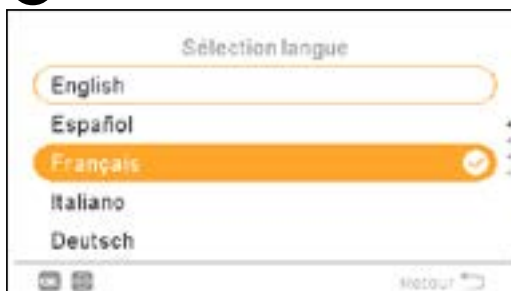 Sélection langue
English
Español
Français
Italiano
Deutsch
Retour